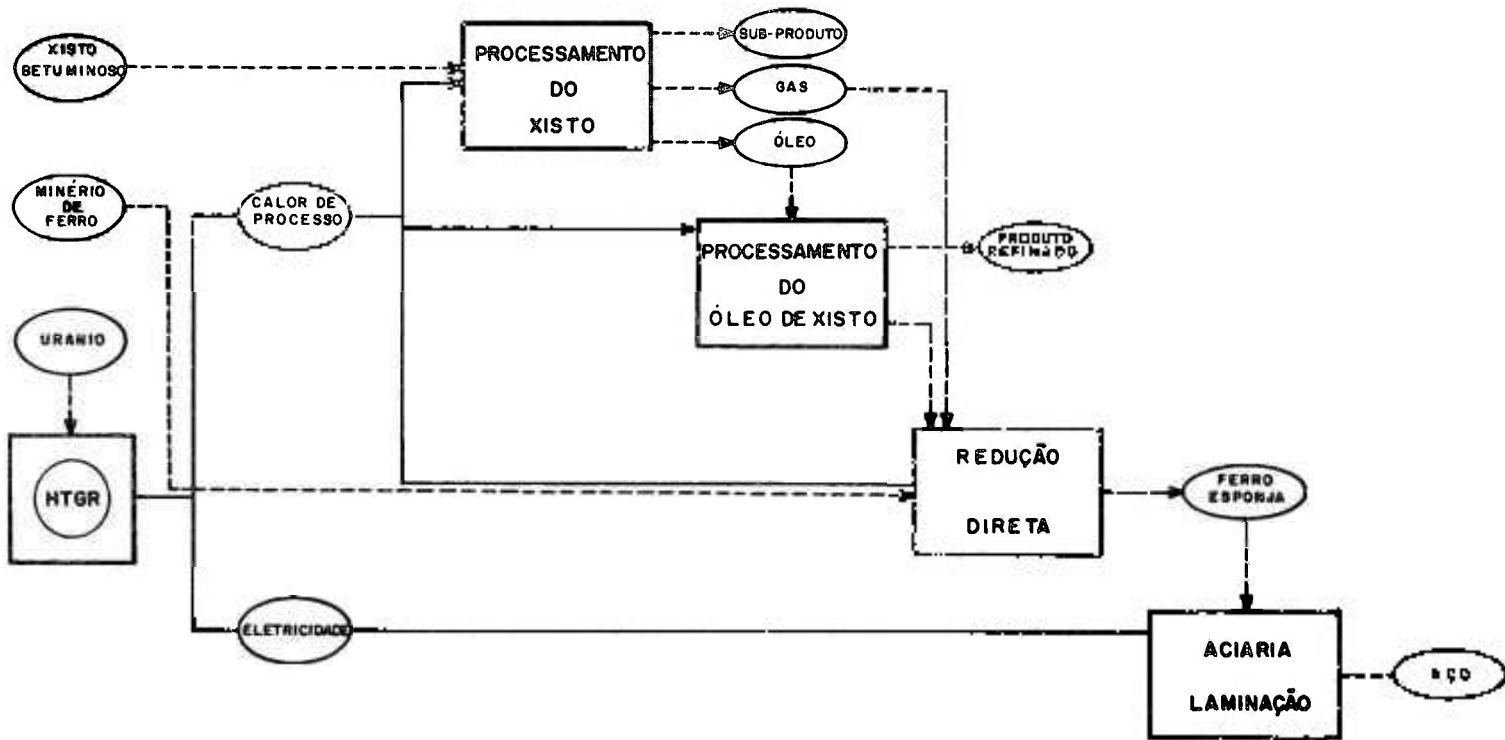 XISTO
BETUMINOSO
PROCESSAMENTO
DO
XISTO
SUB-PRODUTO
GAS
ÓLEO
MINÉRIO
DE
FERRO
CALOR DE
PROCESSO
PROCESSAMENTO
DO
ÓLEO DE XISTO
PRODUTO
REFINADO
URANIO
HTGR
REDUÇÃO
DIRETA
FERRO
ESPONJA
ELETRICIDADE
ACIARIA
LAMINAÇÃO
AÇO